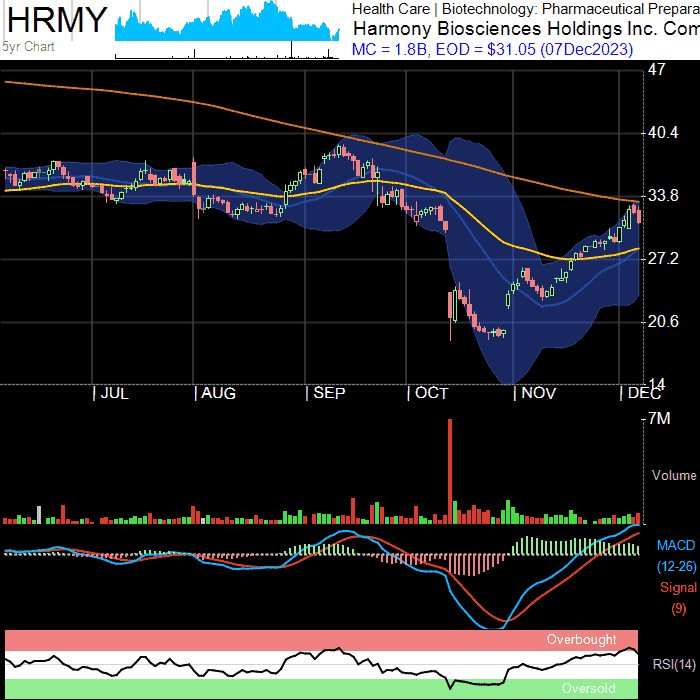 HRMY
5yr Chart
Health Care | Biotechnology: Pharmaceutical Prepara
Harmony Biosciences Holdings Inc. Com
MC = 1.8B, EOD = $31.05 (07Dec2023)
47
40.4
33.8
27.2
20.6
14
JUL
AUG
SEP
OCT
NOV
DEC
7M
Volume
MACD
(12-26)
Signal
(9)
Overbought
RSI(14)
Oversold